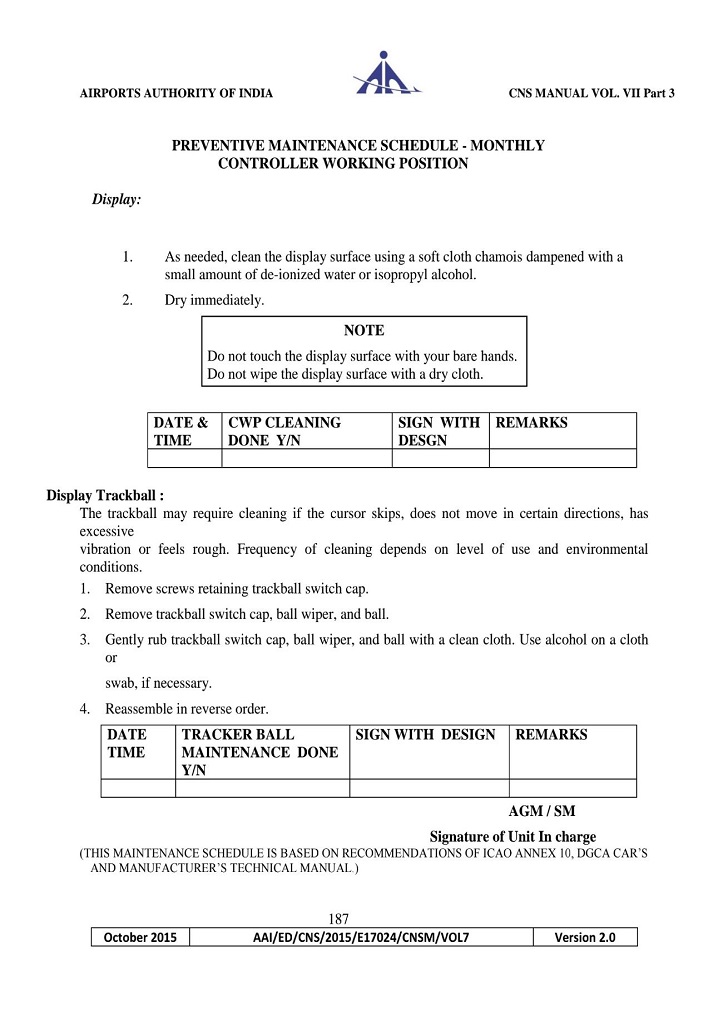 AIRPORTS AUTHORITY OF INDIA
CNS MANUAL VOL. VII Part 3
PREVENTIVE MAINTENANCE SCHEDULE - MONTHLY
CONTROLLER WORKING POSITION
Display:
1. As needed, clean the display surface using a soft cloth chamois dampened with a
small amount of de-ionized water or isopropyl alcohol.
2. Dry immediately.
NOTE
Do not touch the display surface with your bare hands.
Do not wipe the display surface with a dry cloth.
DATE & CWP CLEANING SIGN WITH REMARKS
TIME DONE Y/N DESGN
Display Trackball :
The trackball may require cleaning if the cursor skips, does not move in certain directions, has
excessive
vibration or feels rough. Frequency of cleaning depends on level of use and environmental
conditions.
1. Remove screws retaining trackball switch cap.
2. Remove trackball switch cap, ball wiper, and ball.
3. Gently rub trackball switch cap, ball wiper, and ball with a clean cloth. Use alcohol on a cloth
or
swab, if necessary.
4. Reassemble in reverse order.
DATE TRACKER BALL SIGN WITH DESIGN REMARKS
TIME MAINTENANCE DONE
Y/N
AGM / SM
Signature of Unit In charge
(THIS MAINTENANCE SCHEDULE IS BASED ON RECOMMENDATIONS OF ICAO ANNEX 10, DGCA CAR'S
AND MANUFACTURER'S TECHNICAL MANUAL.)
187
October 2015 AAI/ED/CNS/2015/E17024/CNSM/VOL7 Version 2.0